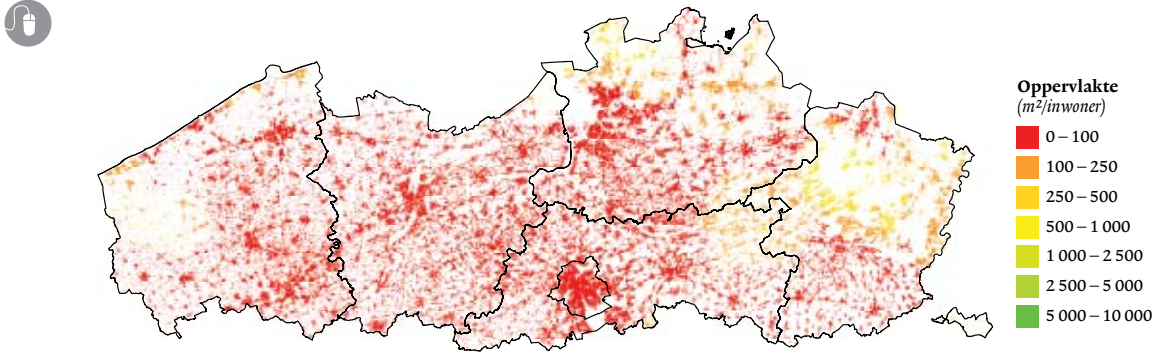 Oppervlakte
(m²/inwoner)
0 – 100
100 – 250
250 – 500
500 – 1 000
1 000 – 2 500
2 500 – 5 000
5 000 – 10 000